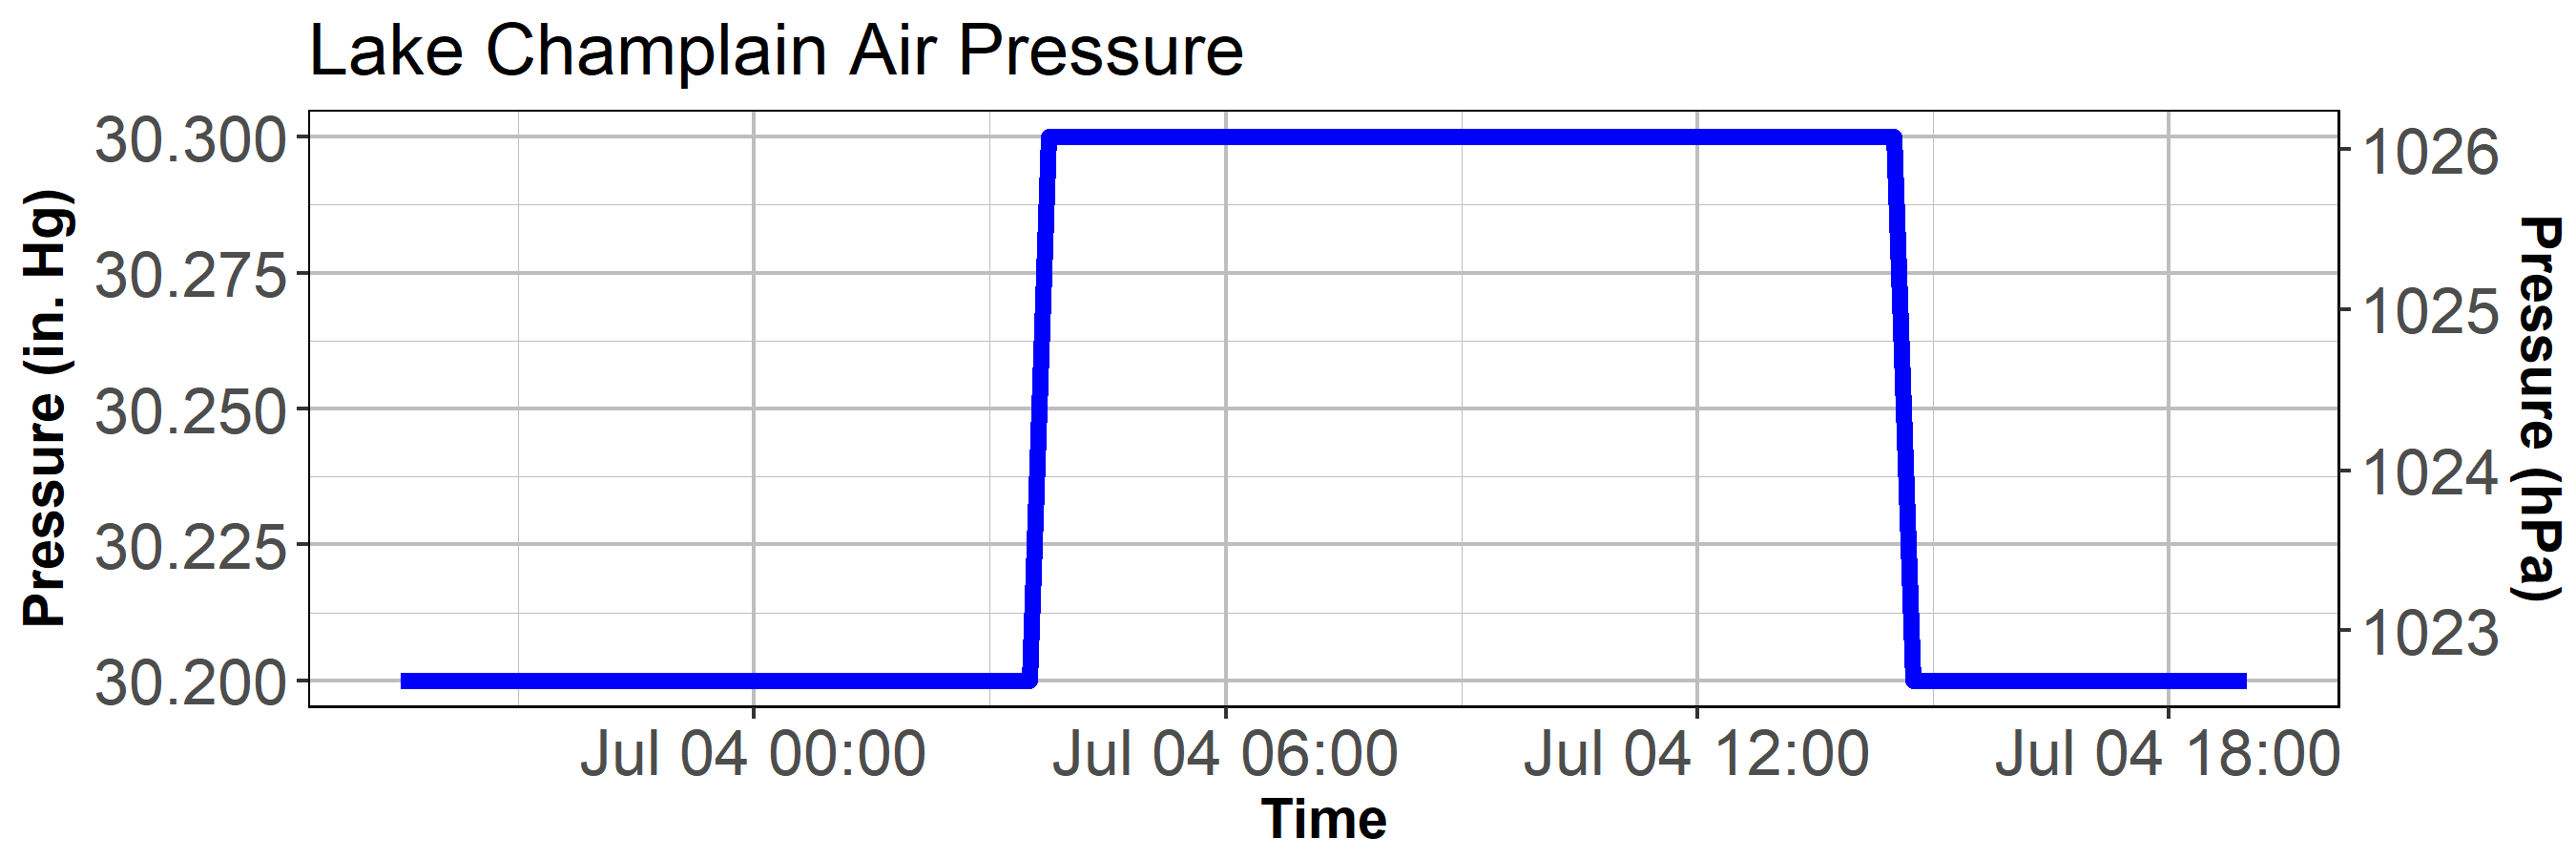 Lake Champlain Air Pressure
30.300
30.275
30.250
30.225
30.200
Pressure (in. Hg)
1026
1025
1024
1023
Pressure (hPa)
Jul 04 00:00
Jul 04 06:00
Jul 04 12:00
Jul 04 18:00
Time